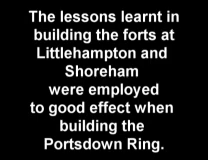 The lessons learnt in
building the forts at
Littlehampton and
Shoreham
were employed
to good effect when
building the
Portsdown Ring.